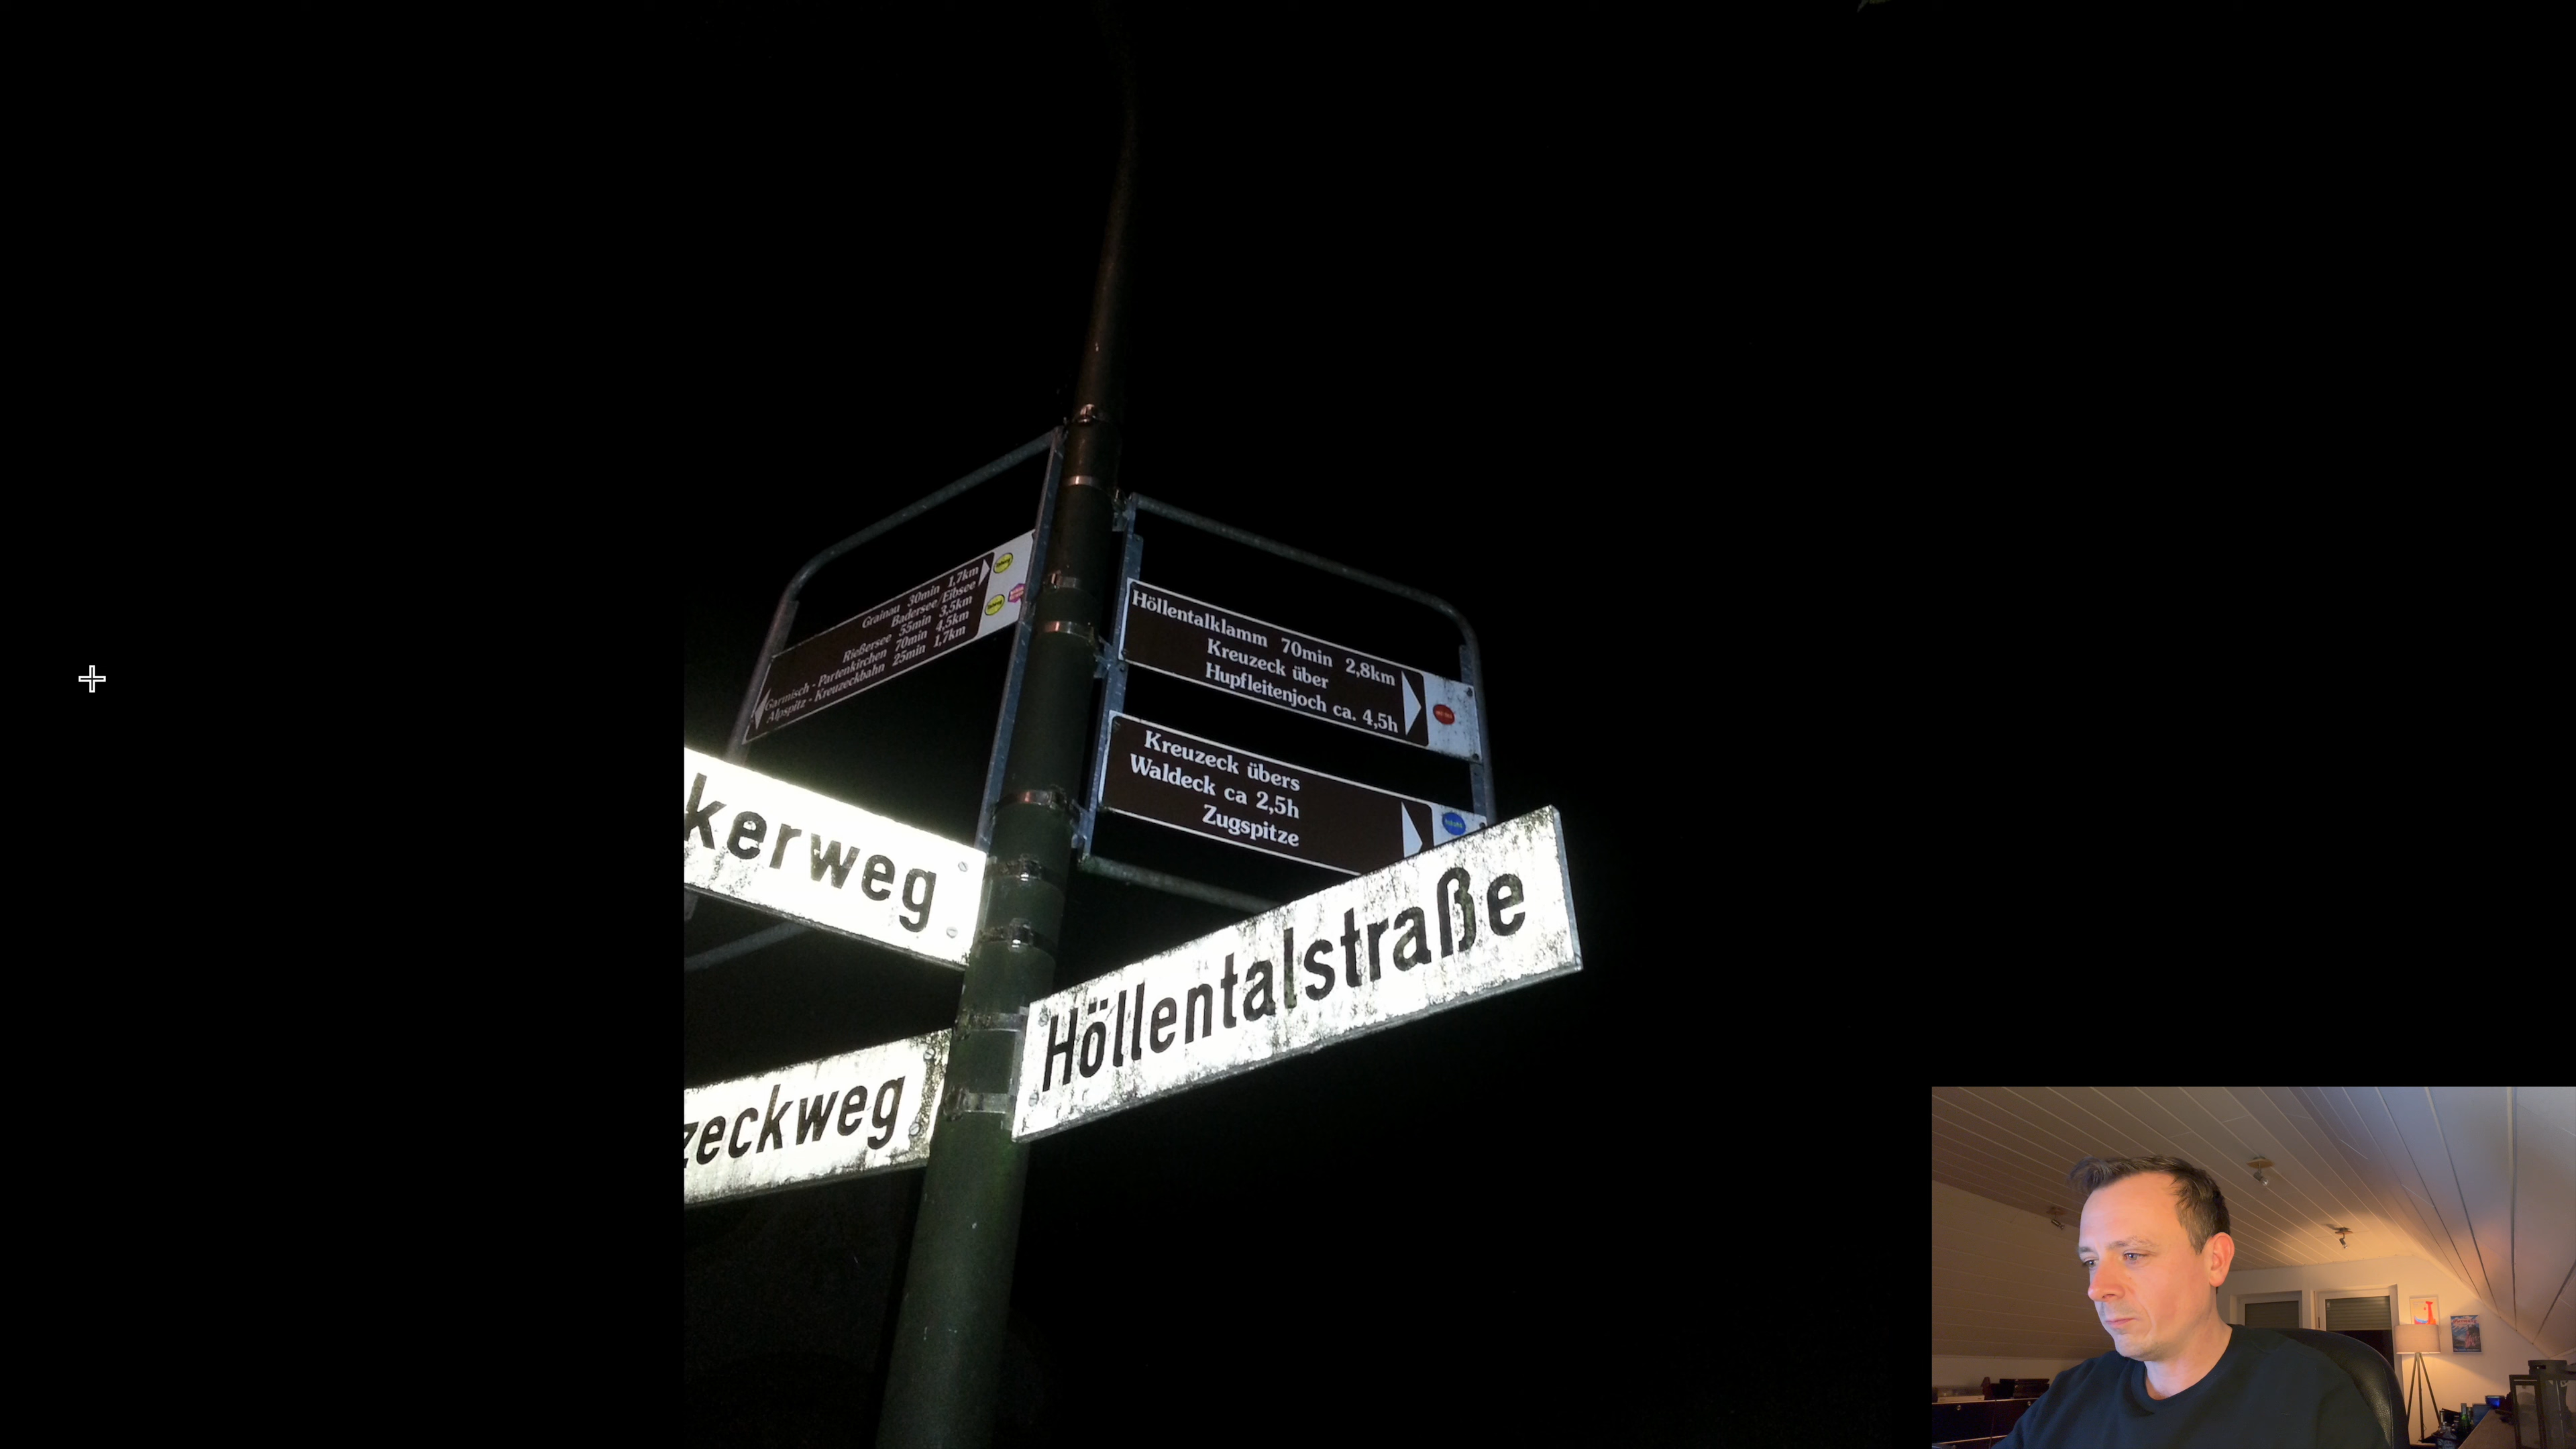 Grainau 30min 1,7km
Badersee/Eibsee
Rießersee 55min 3,5km
Garmisch - Partenkirchen 70min 4,5km
Alpspitz - Kreuzeckbahn 25min 1,7km
Höllentalklamm 70min 2,8km
Kreuzeck über
Hupfleitenjoch ca. 4,5h
Kreuzeck übers
Waldeck ca 2,5h
Zugspitze
kerweg
Höllentalstraße
zeckweg